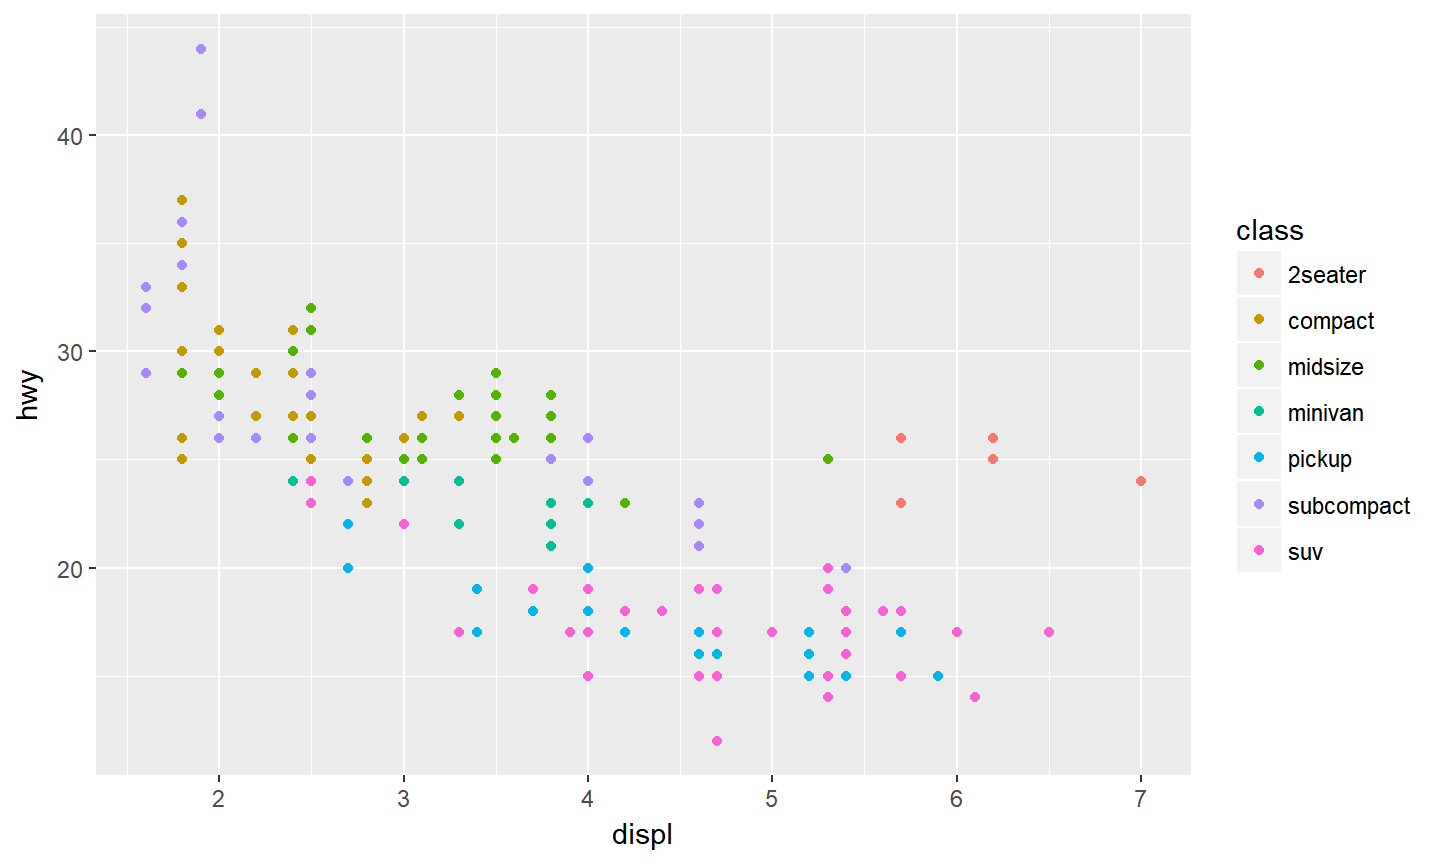 hwy
40
30
20
2
3
4
5
6
7
displ
class
2seater
compact
midsize
minivan
pickup
subcompact
suv